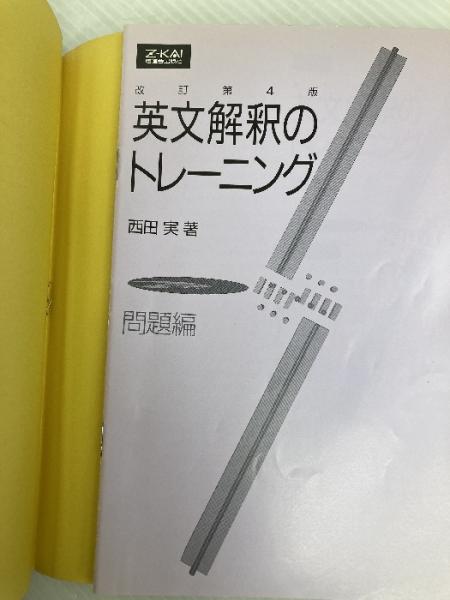 Z-KAI
改訂第4版
英文解釈の
トレーニング
西田 実 著
問題編